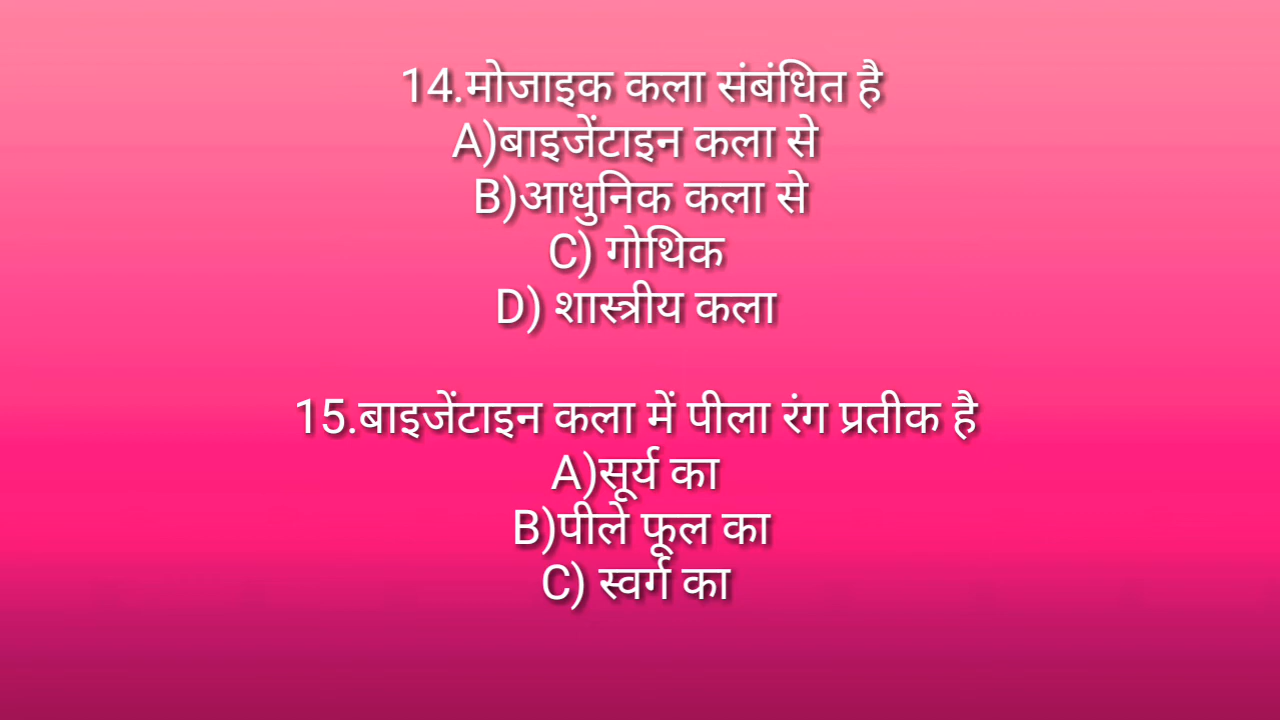 14.मोजाइक कला संबंधित है
A)बाइजेंटाइन कला से
B)आधुनिक कला से
C) गोथिक
D) शास्त्रीय कला
15.बाइजेंटाइन कला में पीला रंग प्रतीक है
A)सूर्य का
B)पीले फूल का
C) स्वर्ग का